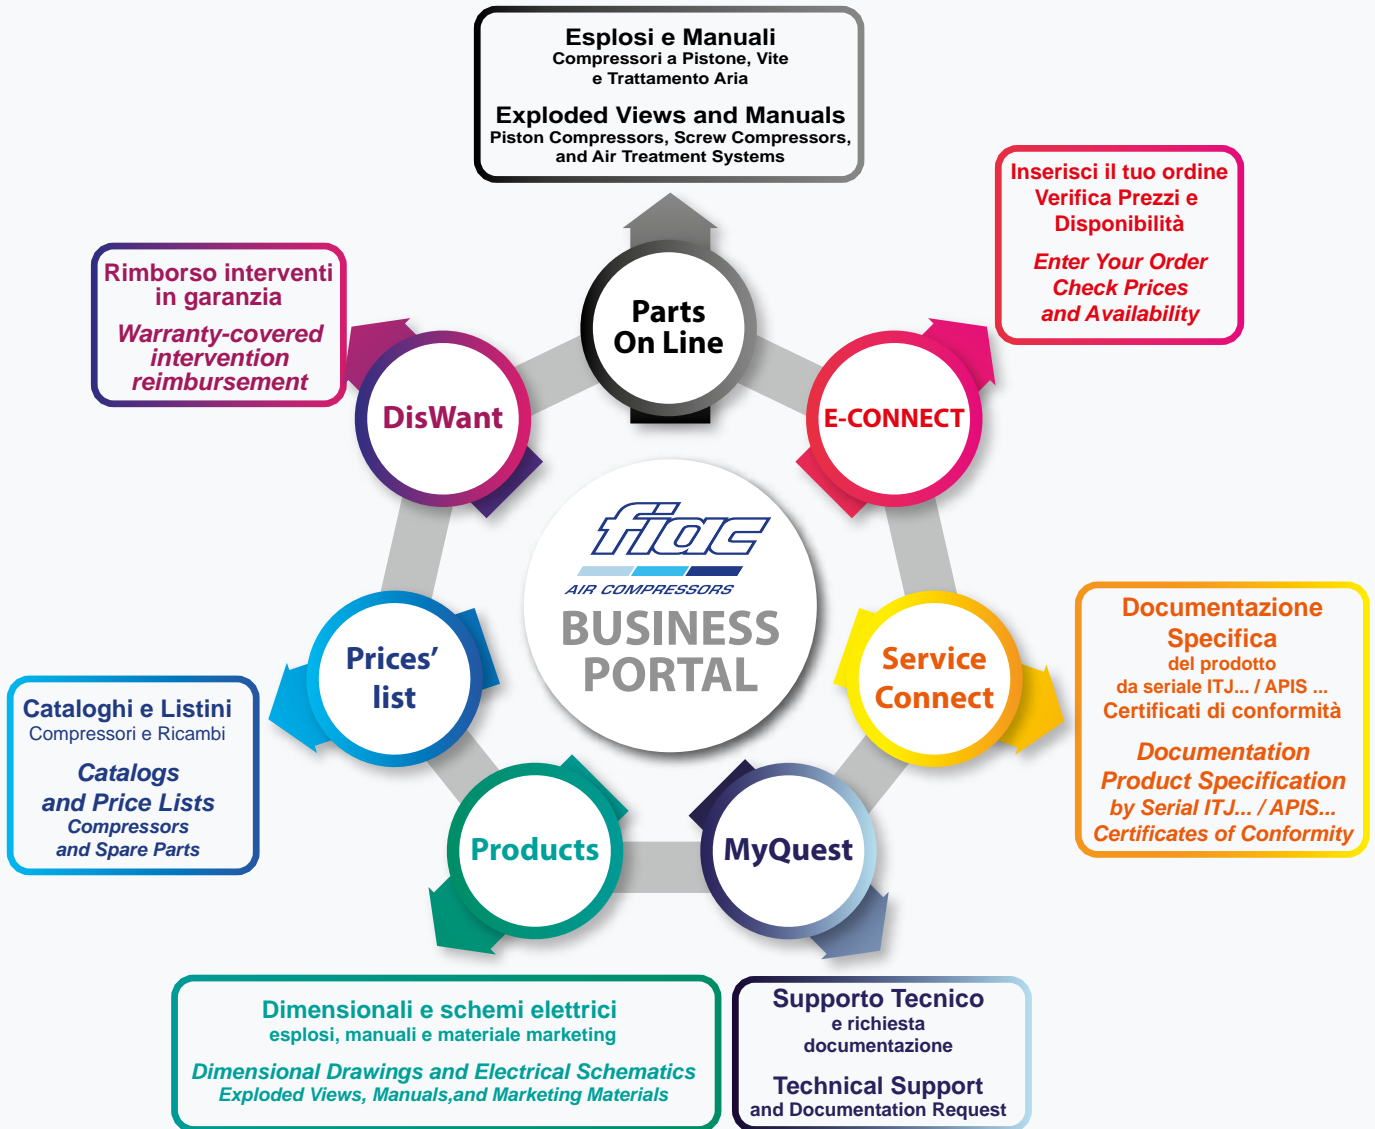 Esplosi e Manuali
Compressori a Pistone, Vite
e Trattamento Aria
Exploded Views and Manuals
Piston Compressors, Screw Compressors,
and Air Treatment Systems
Inserisci il tuo ordine
Verifica Prezzi e
Disponibilità
Enter Your Order
Check Prices
and Availability
Rimborso interventi
in garanzia
Warranty-covered
intervention
reimbursement
Parts
On Line
DisWant
E-CONNECT
fiac
AIR COMPRESSORS
BUSINESS
PORTAL
Prices'
list
Service
Connect
Documentazione
Specifica
del prodotto
da seriale ITJ... / APIS ...
Certificati di conformità
Documentation
Product Specification
by Serial ITJ... / APIS...
Certificates of Conformity
Cataloghi e Listini
Compressori e Ricambi
Catalogs
and Price Lists
Compressors
and Spare Parts
Products
MyQuest
Dimensionali e schemi elettrici
esplosi, manuali e materiale marketing
Dimensional Drawings and Electrical Schematics
Exploded Views, Manuals,and Marketing Materials
Supporto Tecnico
e richiesta
documentazione
Technical Support
and Documentation Request